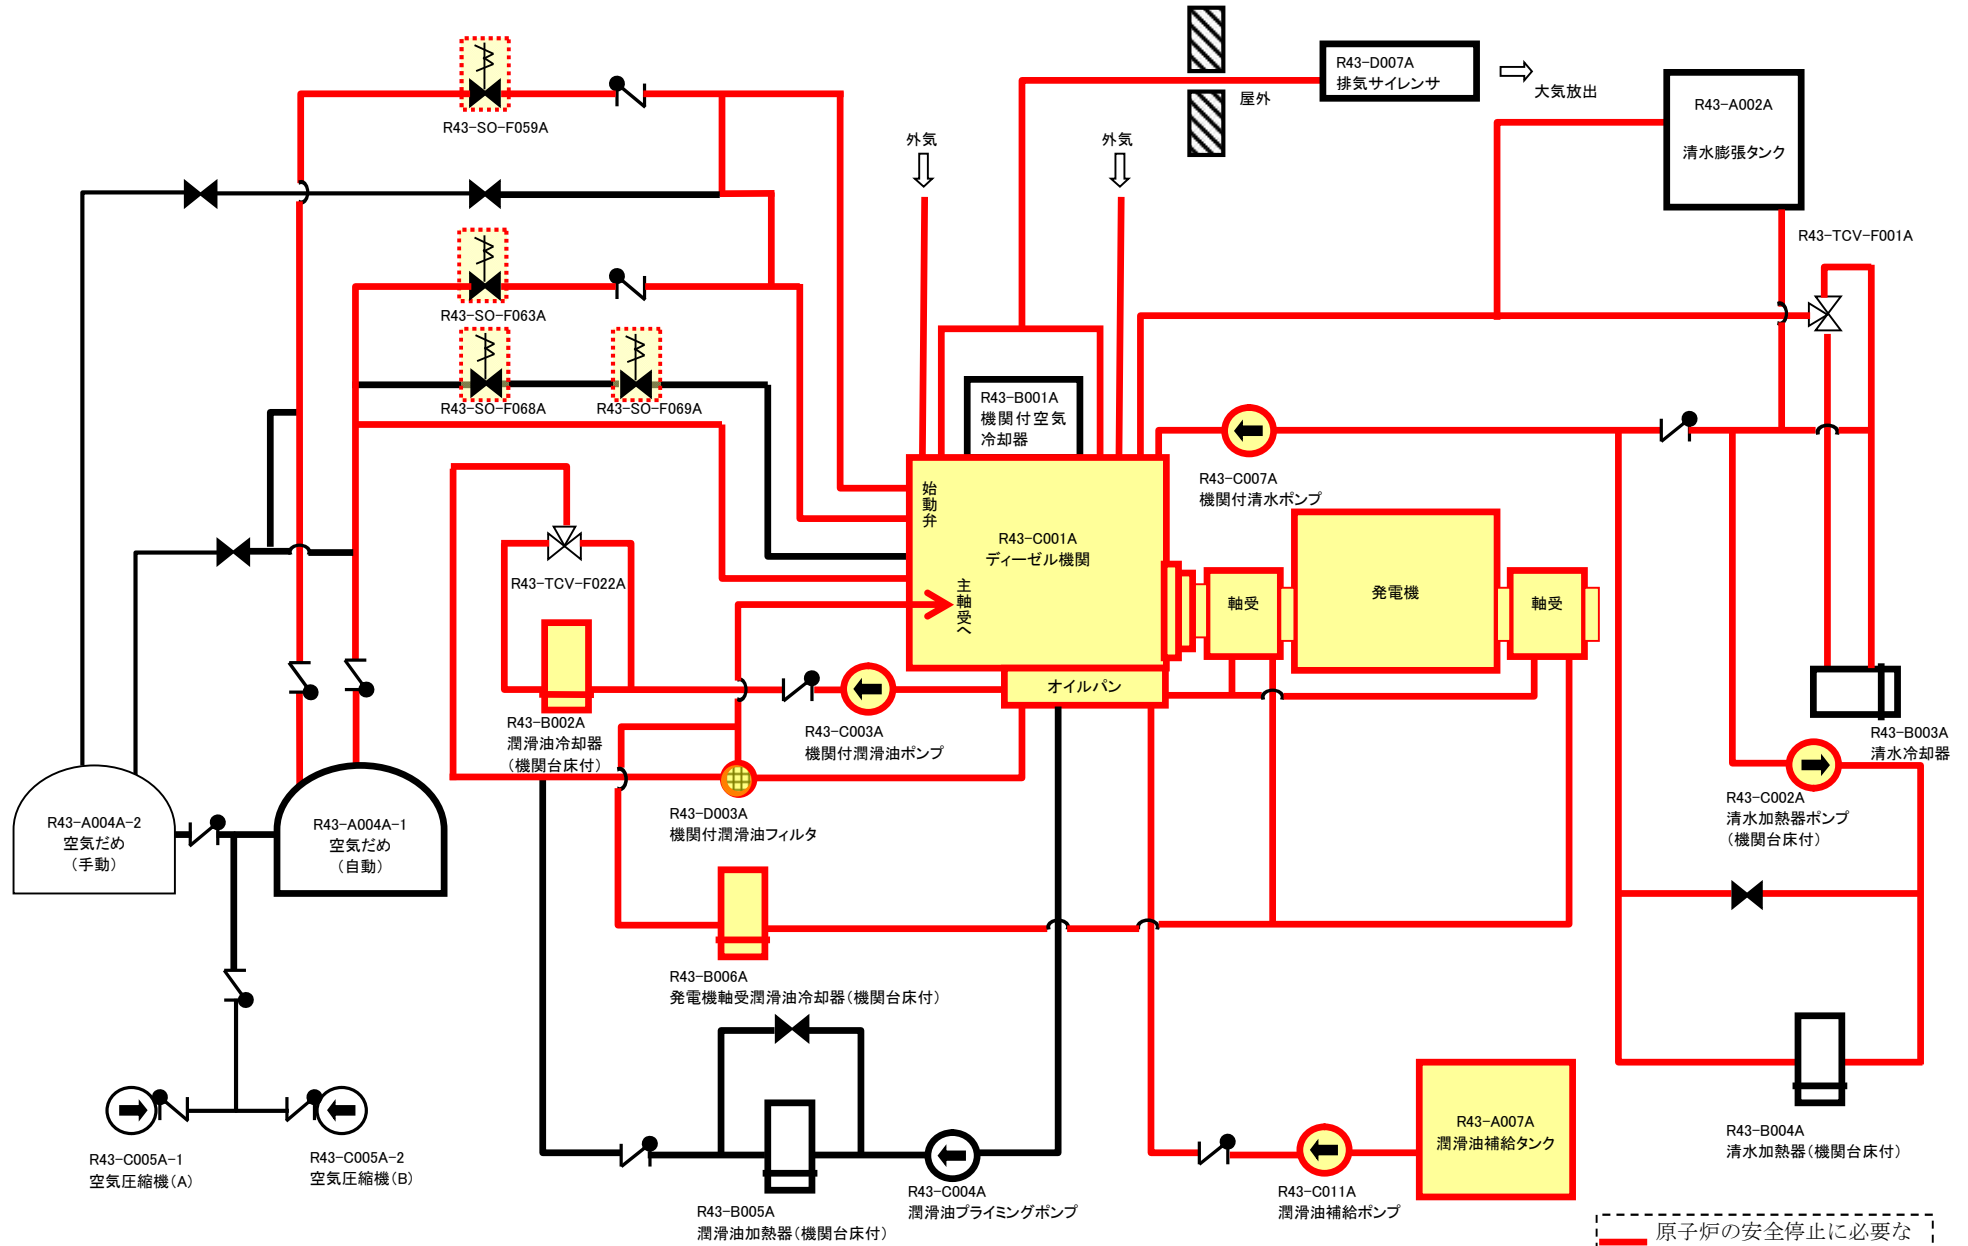 R43-D007A
排気サイレンサ
大気放出
屋外
R43-A002A
清水膨張タンク
R43-SO-F059A
外気
外気
R43-TCV-F001A
R43-SO-F063A
R43-SO-F068A
R43-SO-F069A
R43-B001A
機関付空気
冷却器
R43-C007A
機関付清水ポンプ
始動弁
R43-C001A
ディーゼル機関
主軸受へ
R43-TCV-F022A
軸受
発電機
軸受
オイルパン
R43-B002A
潤滑油冷却器
(機関台床付)
R43-C003A
機関付潤滑油ポンプ
R43-B003A
清水冷却器
R43-D003A
機関付潤滑油フィルタ
R43-C002A
清水加熱器ポンプ
(機関台床付)
R43-A004A-2
空気だめ
(手動)
R43-A004A-1
空気だめ
(自動)
R43-B006A
発電機軸受潤滑油冷却器(機関台床付)
R43-C005A-1
空気圧縮機(A)
R43-C005A-2
空気圧縮機(B)
R43-B005A
潤滑油加熱器(機関台床付)
R43-C004A
潤滑油プライミングポンプ
R43-A007A
潤滑油補給タンク
R43-C011A
潤滑油補給ポンプ
R43-B004A
清水加熱器(機関台床付)
原子炉の安全停止に必要な